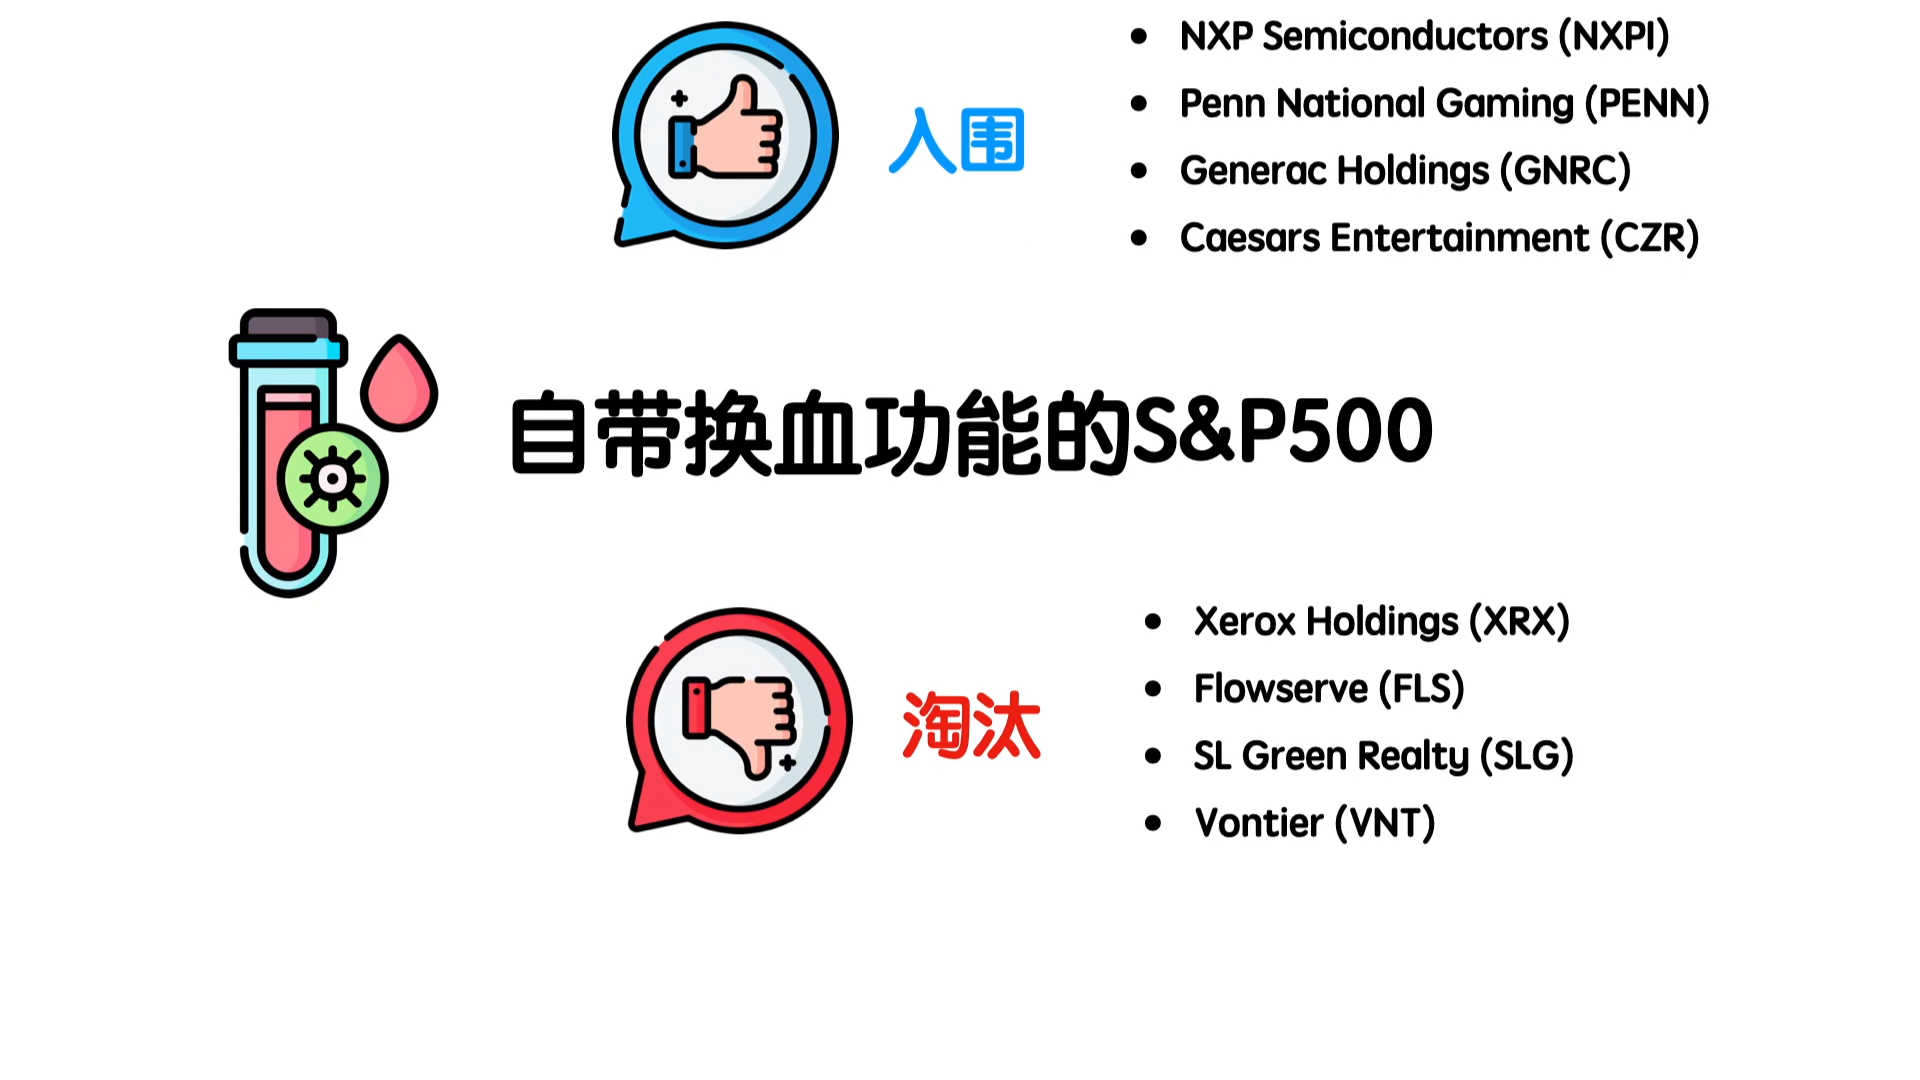 入围
• NXP Semiconductors (NXPI)
• Penn National Gaming (PENN)
• Generac Holdings (GNRC)
• Caesars Entertainment (CZR)
自带换血功能的S&P500
淘汰
• Xerox Holdings (XRX)
• Flowserve (FLS)
• SL Green Realty (SLG)
• Vontier (VNT)